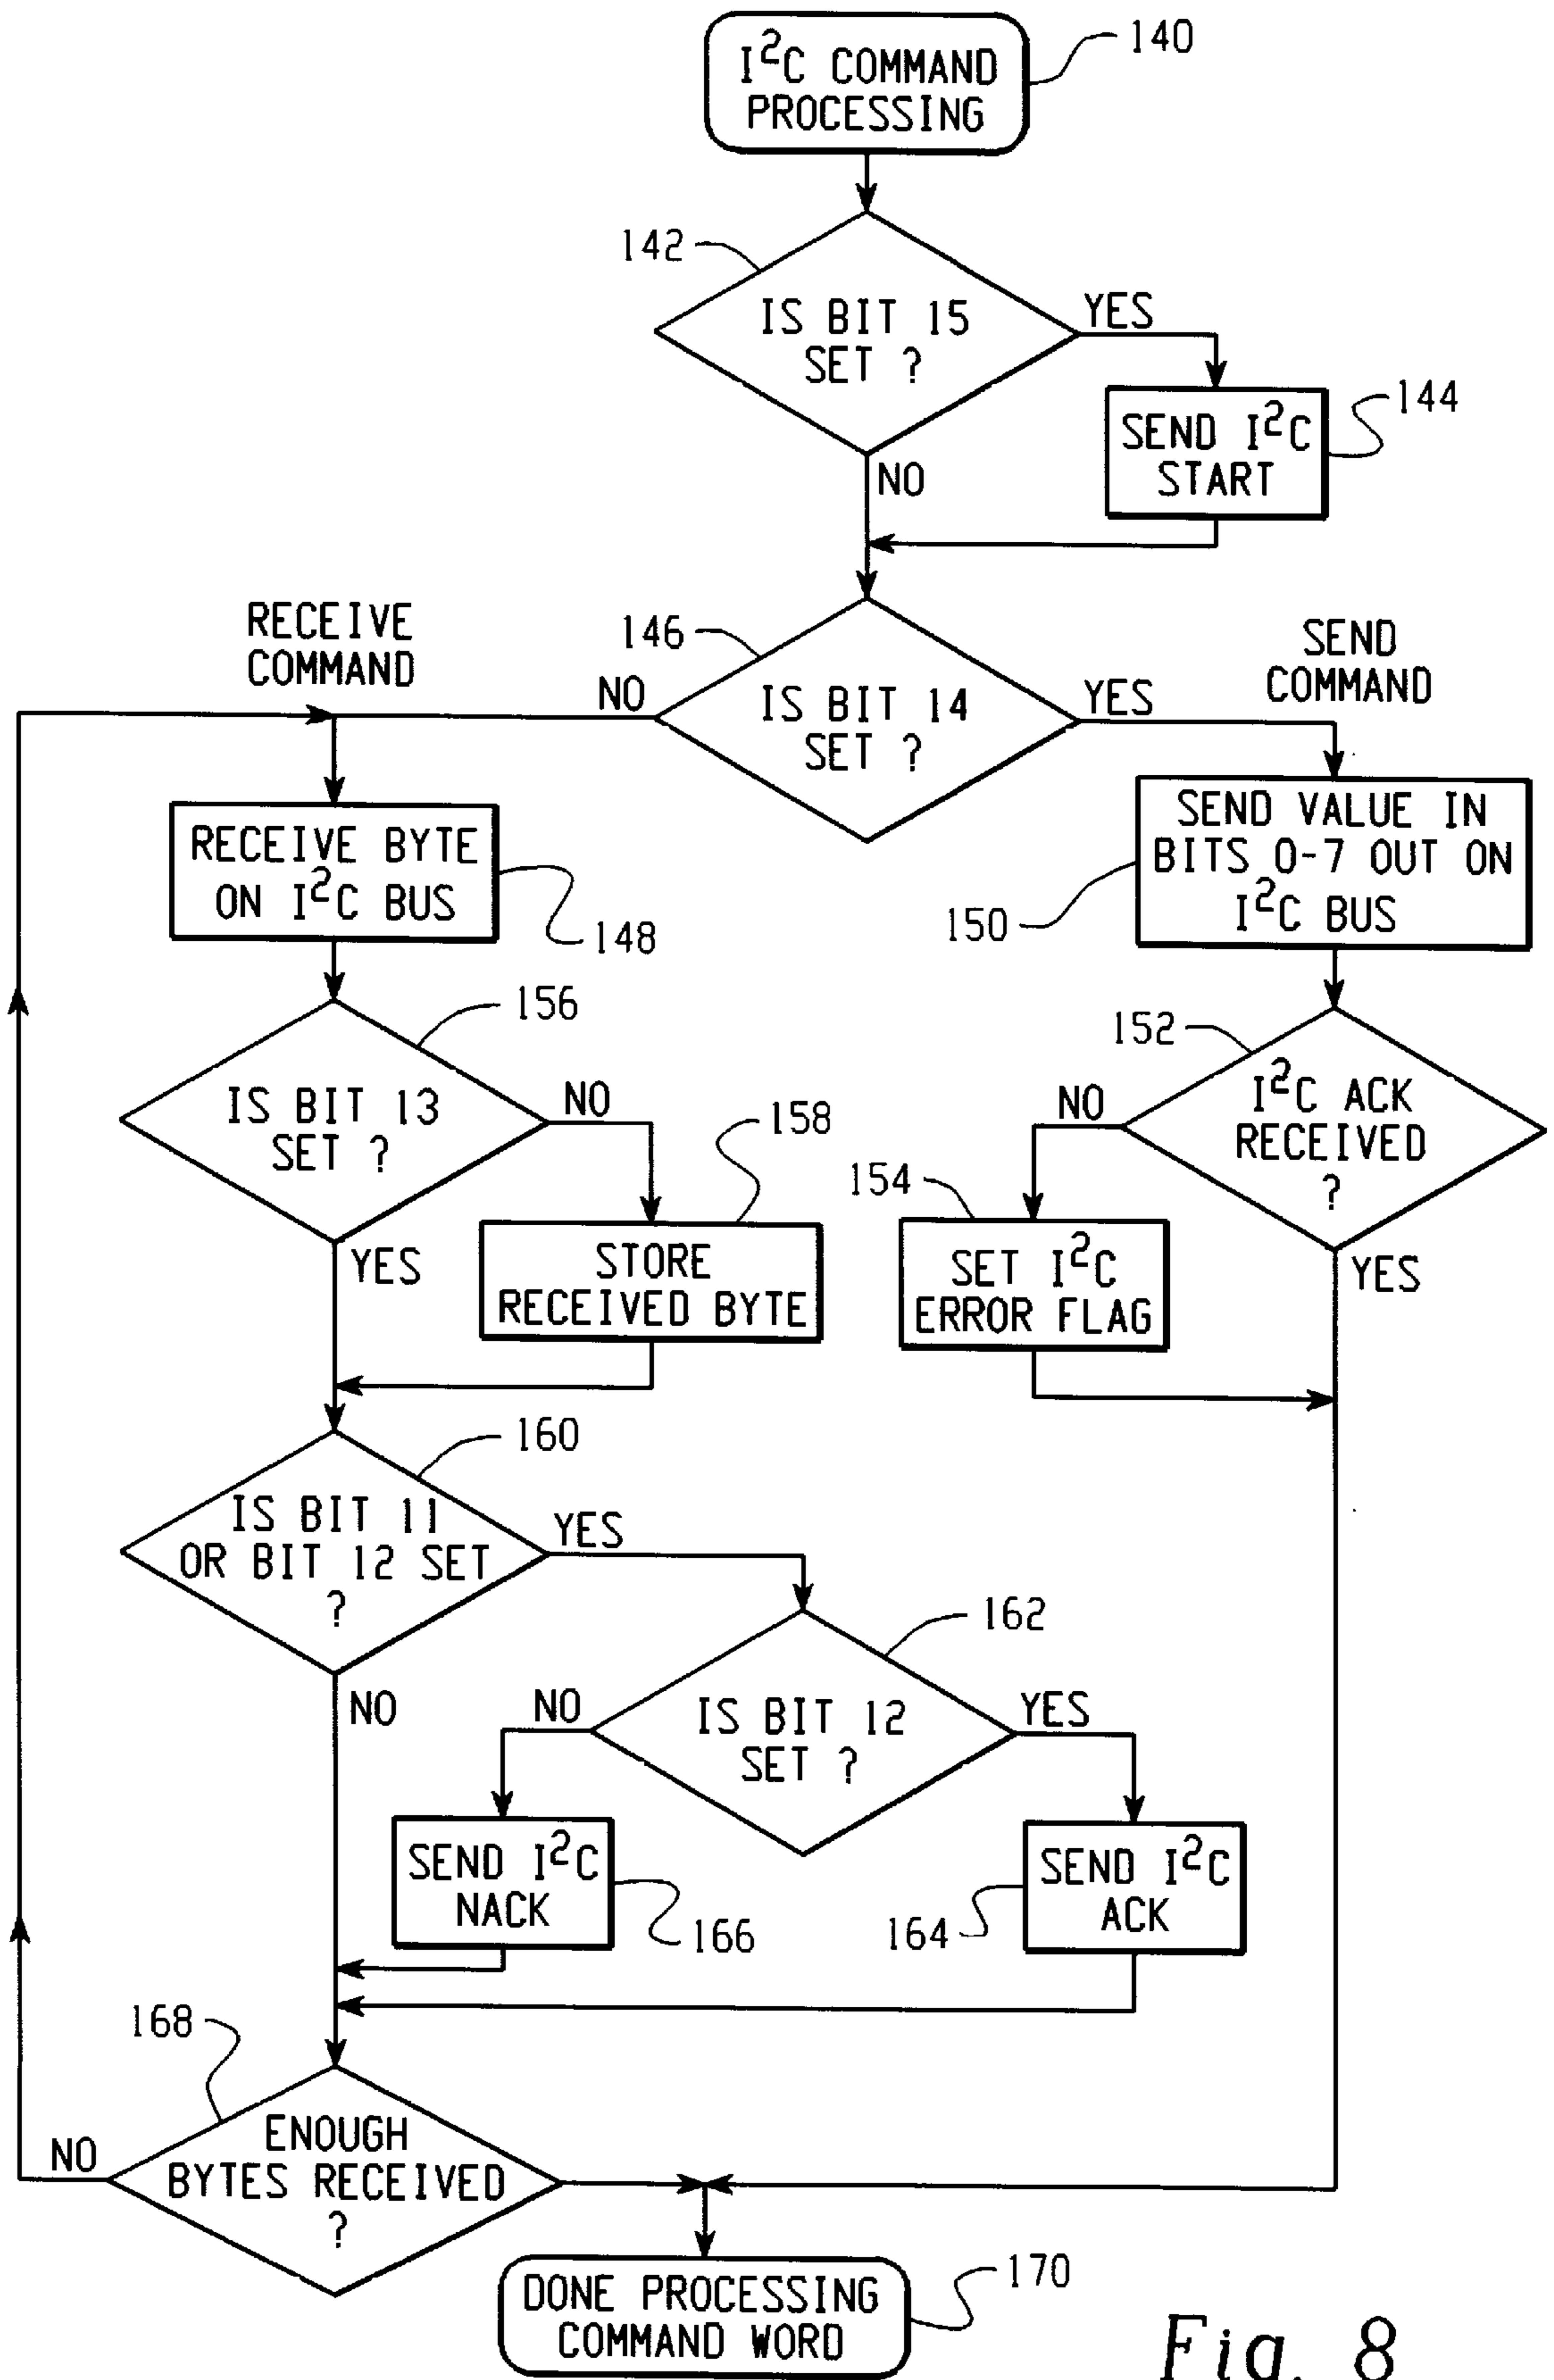 I²C COMMAND
PROCESSING
140
142
IS BIT 15
SET ?
YES
NO
SEND I²C
START
144
RECEIVE
COMMAND
146
NO
IS BIT 14
SET ?
YES
SEND
COMMAND
RECEIVE BYTE
ON I²C BUS
148
SEND VALUE IN
BITS 0-7 OUT ON
I²C BUS
150
156
IS BIT 13
SET ?
NO
YES
158
STORE
RECEIVED BYTE
152
I²C ACK
RECEIVED
?
NO
YES
154
SET I²C
ERROR FLAG
160
IS BIT 11
OR BIT 12 SET
?
YES
NO
162
IS BIT 12
SET ?
NO
YES
SEND I²C
NACK
166
SEND I²C
ACK
164
168
ENOUGH
BYTES RECEIVED
?
NO
DONE PROCESSING
COMMAND WORD
170
Fig. 8